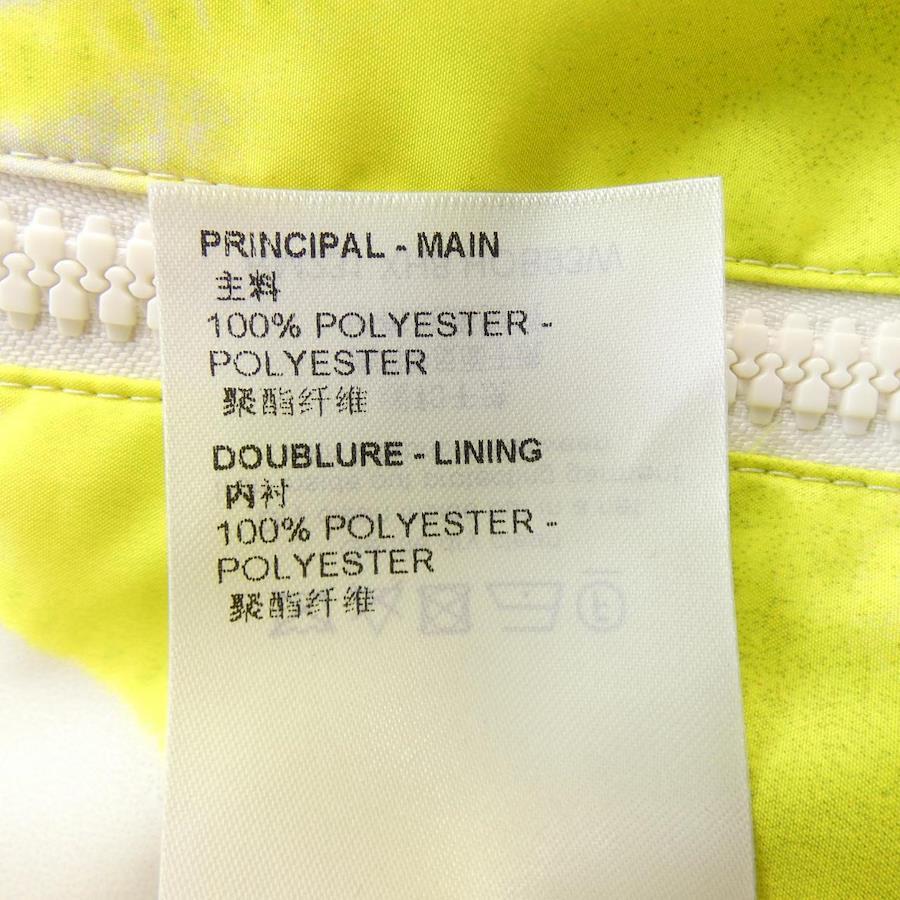 PRINCIPAL - MAIN
主料
100% POLYESTER -
POLYESTER
聚酯纤维
DOUBLURE - LINING
内衬
100% POLYESTER -
POLYESTER
聚酯纤维